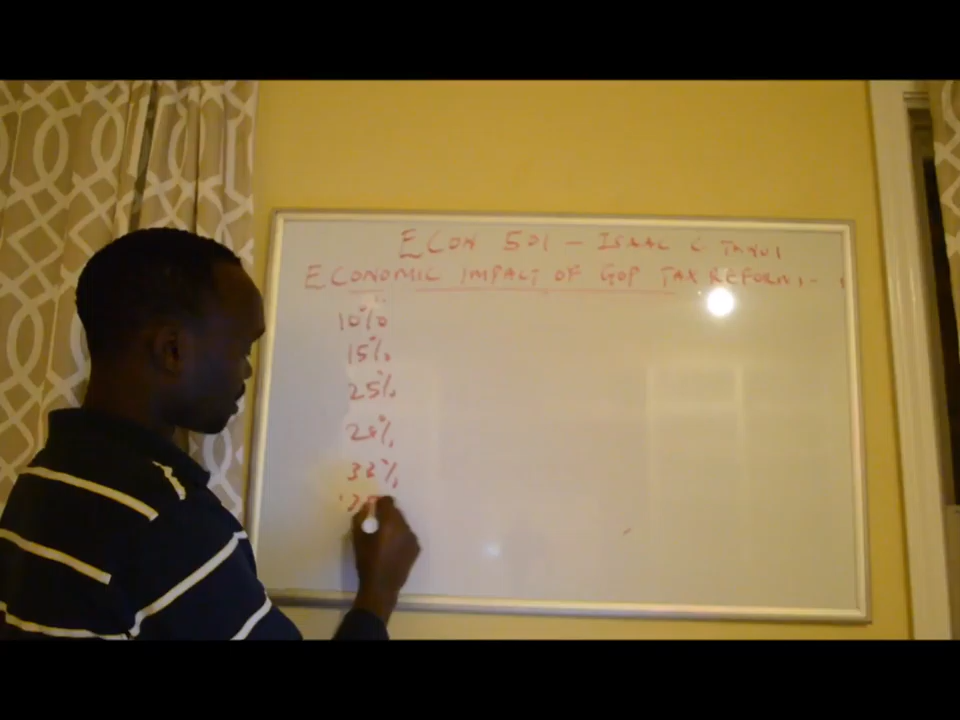 ECON 501 - ISAAC C TANUI
ECONOMIC IMPACT OF GOP TAX REFORM
10%
15%
25%
28%
33%